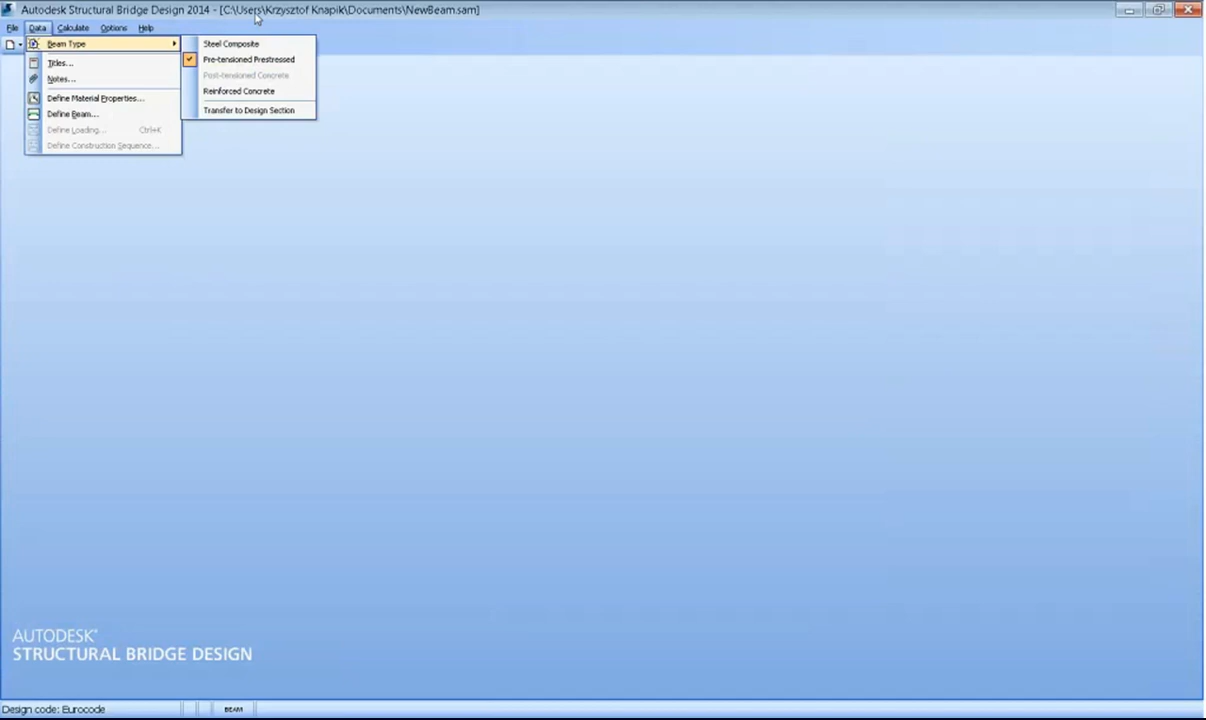 Autodesk Structural Bridge Design 2014 - [C:\Users\Krzysztof Knapik\Documents\NewBeam.sam]
File Data Calculate Options Help
Beam Type
Titles...
Notes...
Define Material Properties...
Define Beam...
Define Loading... Ctrl+K
Define Construction Sequence...
Steel Composite
Pre-tensioned Prestressed
Post-tensioned Concrete
Reinforced Concrete
Transfer to Design Section
AUTODESK®
STRUCTURAL BRIDGE DESIGN
Design code: Eurocode BEAM